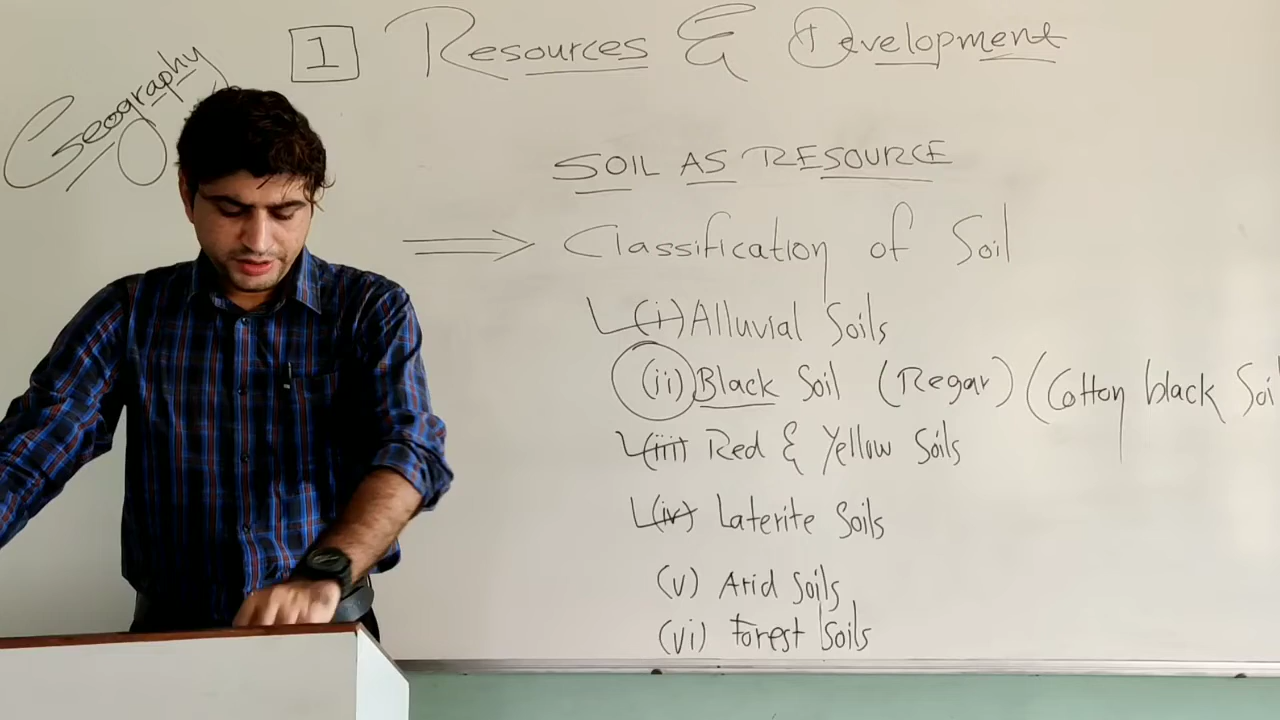 Geography
1 Resources & Development
SOIL AS RESOURCE
Classification of Soil
(i) Alluvial Soils
(ii) Black Soil (Regar) (Cotton black Soil
(iii) Red & Yellow Soils
(iv) Laterite Soils
(v) Arid Soils
(vi) Forest Soils